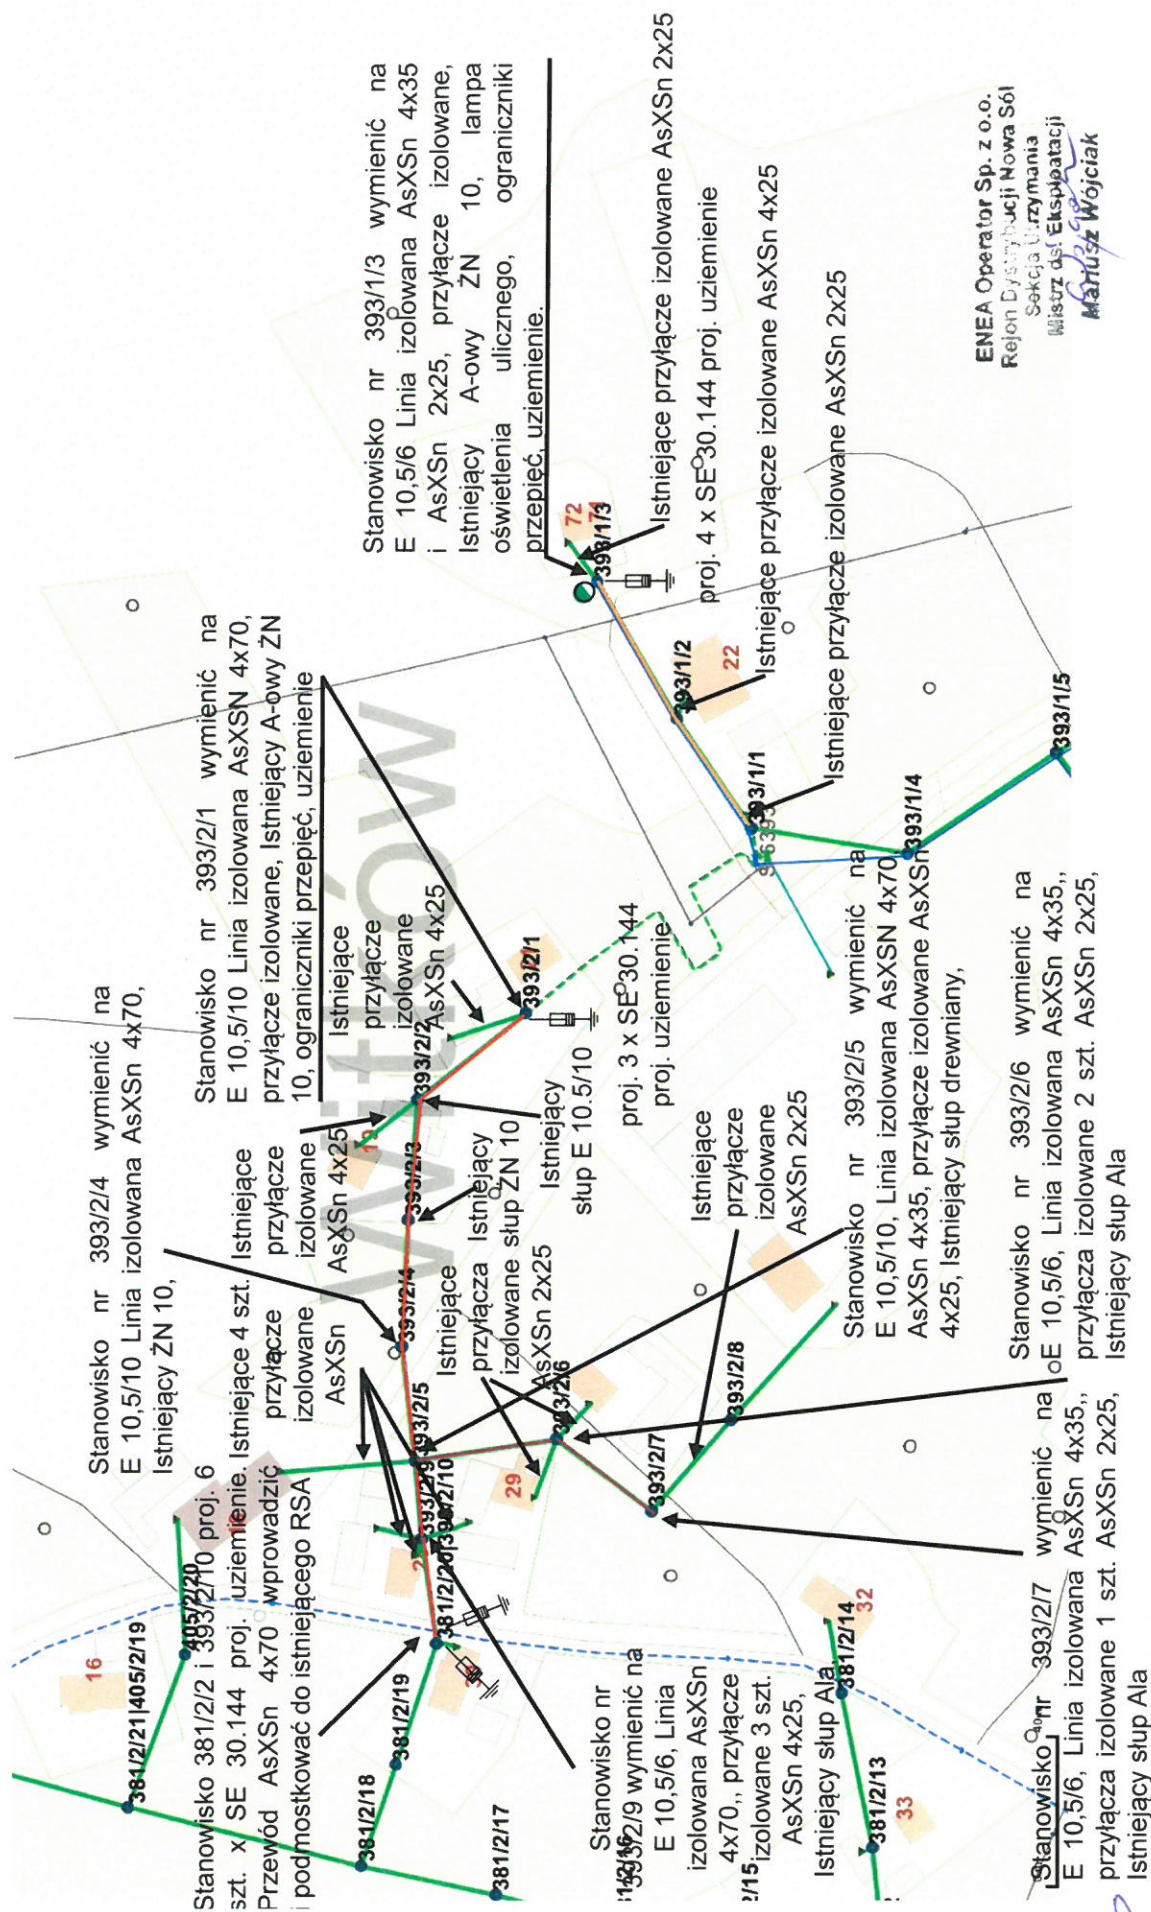 Stanowisko nr 393/1/3 wymienić na
E 10,5/6 Linia izolowana AsXSn 4x35
i AsXSn 2x25, przyłącze izolowane,
Istniejący A-owy ŻN 10, lampa
oświetlenia ulicznego, ograniczniki
przepięć, uziemienie.
Stanowisko nr 393/2/1 wymienić na
E 10,5/10 Linia izolowana AsXSN 4x70,
przyłącze izolowane, Istniejący A-owy ŻN
10, ograniczniki przepięć, uziemienie
Stanowisko nr 393/2/4 wymienić na
E 10,5/10 Linia izolowana AsXSn 4x70,
Istniejący ŻN 10,
Stanowisko 381/2/2 i 393/2/10 proj. 6
szt. x SE 30.144 proj. uziemienie.
Przewód AsXSn 4x70 wprowadzić
i podmostkować do istniejącego RSA
Istniejące 4 szt.
przyłącze
izolowane
AsXSn
Istniejące
przyłącze
izolowane
AsXSn 4x25
Istniejące
przyłącze
izolowane
AsXSn 4x25
Witków
Istniejące
przyłącza
izolowane
AsXSn 2x25
Istniejący
słup ŻN 10
Istniejący
słup E 10.5/10
proj. 3 x SE 30.144
proj. uziemienie
Istniejące
przyłącze
izolowane
AsXSn 2x25
Istniejące przyłącze izolowane AsXSn 2x25
proj. 4 x SE 30.144 proj. uziemienie
Istniejące przyłącze izolowane AsXSn 4x25
Istniejące przyłącze izolowane AsXSn 2x25
Stanowisko nr 393/2/5 wymienić na
E 10,5/10, Linia izolowana AsXSN 4x70,
AsXSn 4x35, przyłącze izolowane AsXSn
4x25, Istniejący słup drewniany,
Stanowisko nr 393/2/6 wymienić na
E 10,5/6, Linia izolowana AsXSn 4x35,,
przyłącza izolowane 2 szt. AsXSn 2x25,
Istniejący słup Ala
Stanowisko nr 393/2/7 wymienić na
E 10,5/6, Linia izolowana AsXSn 4x35,,
przyłącza izolowane 1 szt. AsXSn 2x25,
Istniejący słup Ala
Stanowisko nr
393/2/9 wymienić na
E 10,5/6, Linia
izolowana AsXSn
4x70,, przyłącze
izolowane 3 szt.
AsXSn 4x25,
Istniejący słup Ala,
381/2/21|405/2/19
405/2/20
381/2/18
381/2/19
381/2/17
381/2/20|393/2/10
393/2/9
393/2/5
393/2/4
393/2/3
393/2/2
393/2/1
393/2/6
393/2/7
393/2/8
381/2/14
381/2/13
2/15
393/1/3
393/1/2
393/1/1
393/1/4
393/1/5
16
19
29
32
33
22
72
71
ENEA Operator Sp. z o.o.
Rejon Dystrybucji Nowa Sól
Sekcja Utrzymania
Mistrz ds. Eksploatacji
Mariusz Wójciak